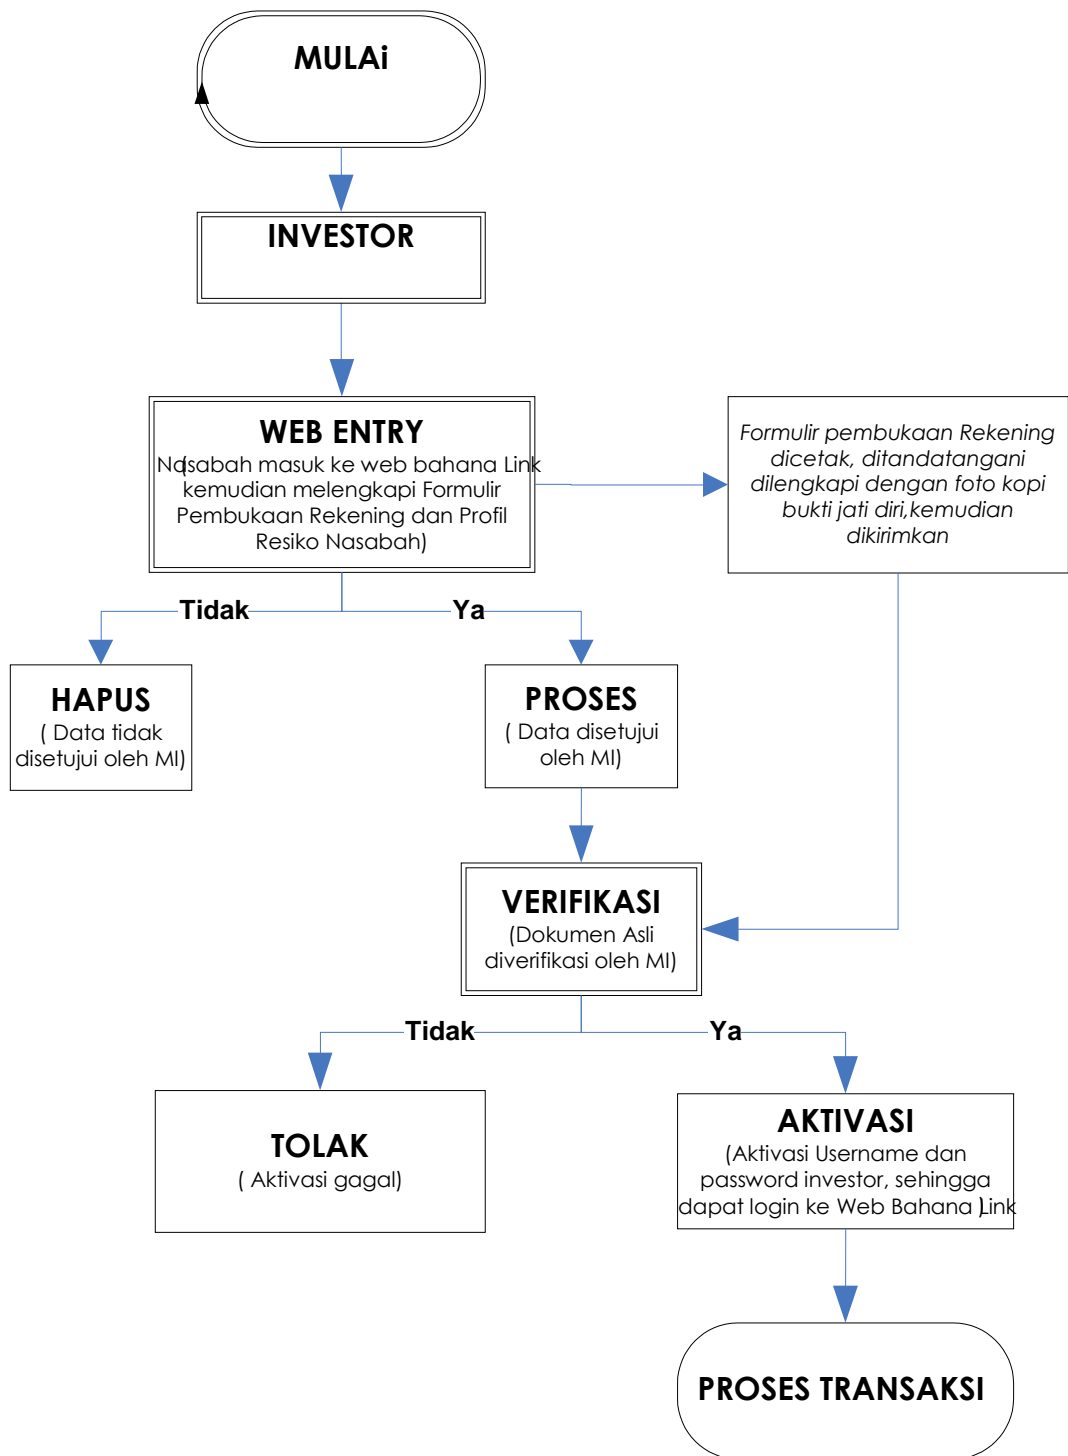 MULAi
INVESTOR
WEB ENTRY
(Nasabah masuk ke web bahana Link
kemudian melengkapi Formulir
Pembukaan Rekening dan Profil
Resiko Nasabah)
Formulir pembukaan Rekening
dicetak, ditandatangani
dilengkapi dengan foto kopi
bukti jati diri,kemudian
dikirimkan
Tidak
Ya
HAPUS
( Data tidak
disetujui oleh MI)
PROSES
( Data disetujui
oleh MI)
VERIFIKASI
(Dokumen Asli
diverifikasi oleh MI)
Tidak
Ya
TOLAK
( Aktivasi gagal)
AKTIVASI
(Aktivasi Username dan
password investor, sehingga
dapat login ke Web Bahana Link)
PROSES TRANSAKSI